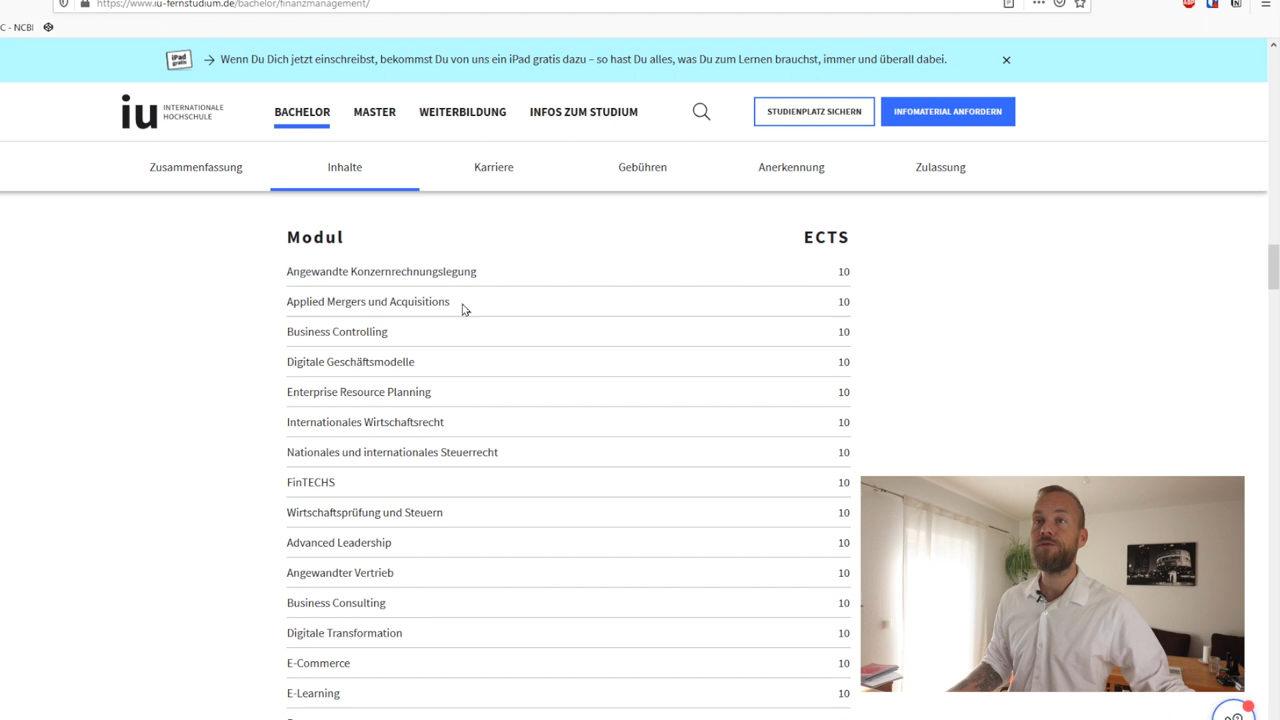 https://www.iu-fernstudium.de/bachelor/finanzmanagement/
C - NCBI
iPad gratis
→ Wenn Du Dich jetzt einschreibst, bekommst Du von uns ein iPad gratis dazu – so hast Du alles, was Du zum Lernen brauchst, immer und überall dabei.
iu INTERNATIONALE HOCHSCHULE
BACHELOR MASTER WEITERBILDUNG INFOS ZUM STUDIUM STUDIENPLATZ SICHERN INFOMATERIAL ANFORDERN
Zusammenfassung Inhalte Karriere Gebühren Anerkennung Zulassung
Modul ECTS
Angewandte Konzernrechnungslegung 10
Applied Mergers und Acquisitions 10
Business Controlling 10
Digitale Geschäftsmodelle 10
Enterprise Resource Planning 10
Internationales Wirtschaftsrecht 10
Nationales und internationales Steuerrecht 10
FinTECHS 10
Wirtschaftsprüfung und Steuern 10
Advanced Leadership 10
Angewandter Vertrieb 10
Business Consulting 10
Digitale Transformation 10
E-Commerce 10
E-Learning 10